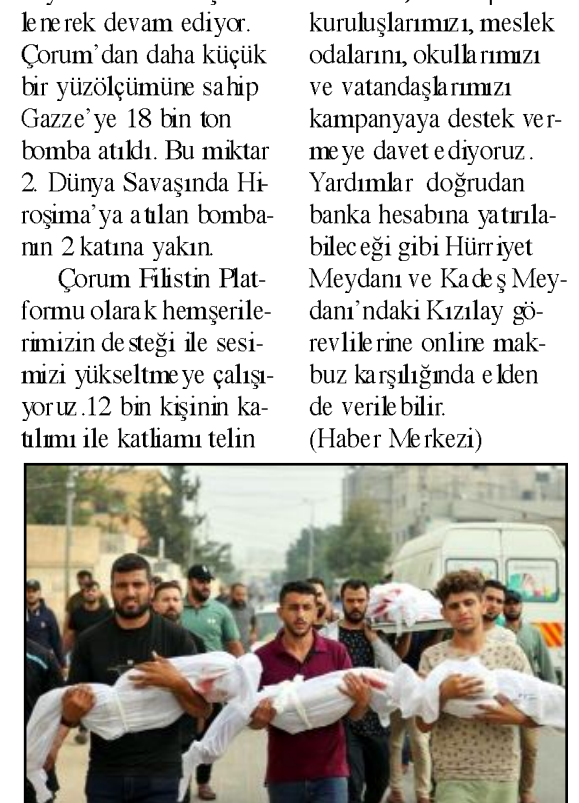 lenerek devam ediyor.
Çorum'dan daha küçük
bir yüzölçümüne sahip
Gazze'ye 18 bin ton
bomba atıldı. Bu miktar
2. Dünya Savaşında Hi-
roşima'ya atılan bomba-
nın 2 katına yakın.
Çorum Filistin Plat-
formu olarak hemşerile-
rimizin desteği ile sesi-
mizi yükseltmeye çalışı-
yoruz.12 bin kişinin ka-
tılımı ile katliamı telin
kuruluşlarımızı, meslek
odalarını, okullarımızı
ve vatandaşlarımızı
kampanyaya destek ver-
meye davet ediyoruz.
Yardımlar doğrudan
banka hesabına yatırıla-
bileceği gibi Hürriyet
Meydanı ve Kadeş Mey-
danı'ndaki Kızılay gö-
revlilerine online mak-
buz karşılığında elden
de verilebilir.
(Haber Merkezi)